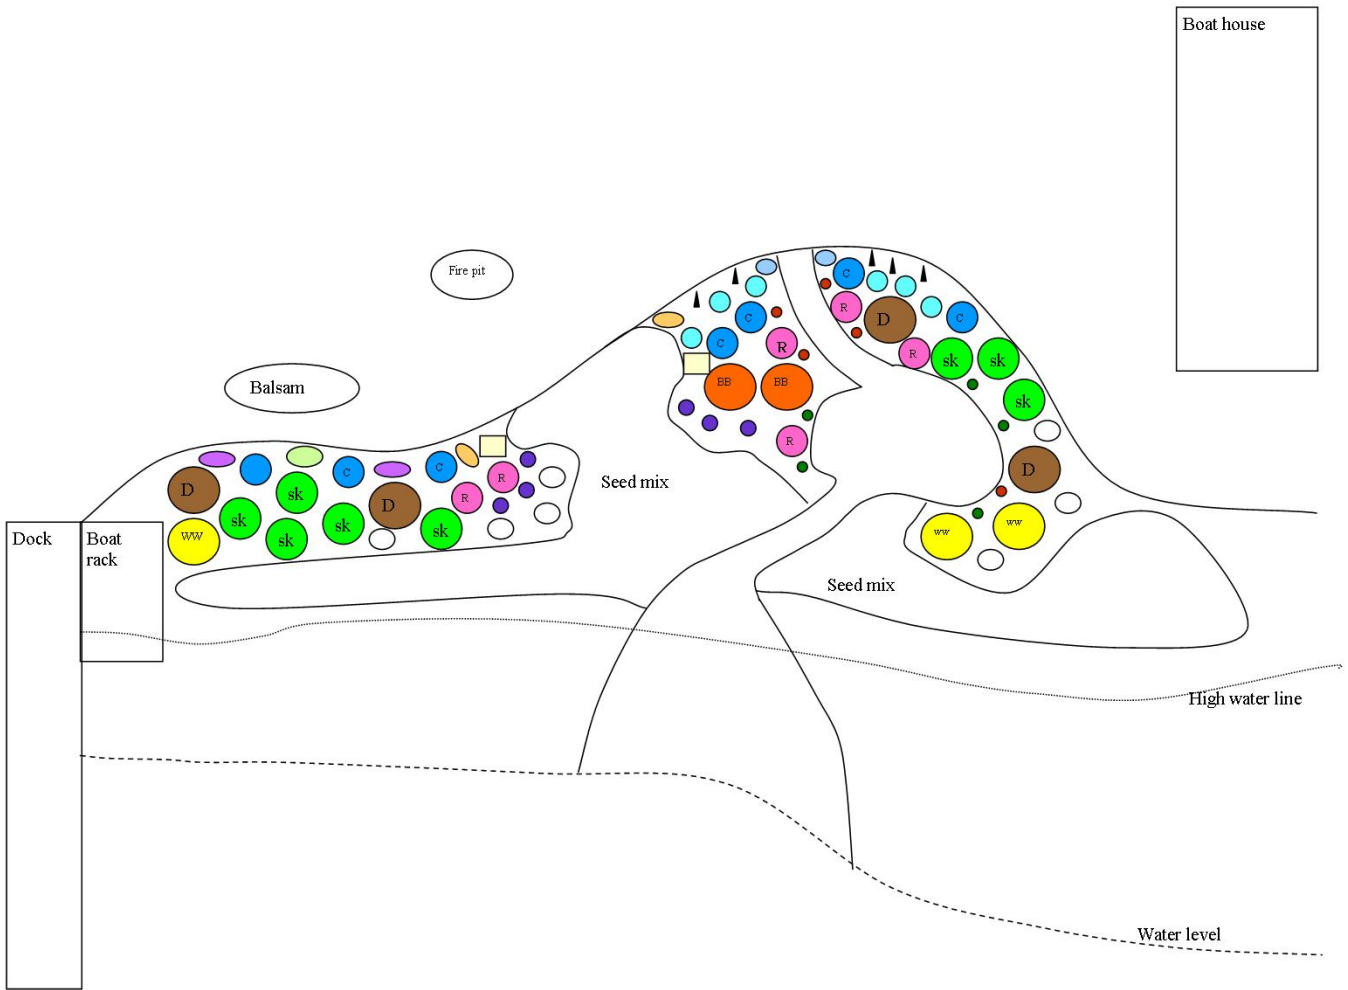 Boat house
Fire pit
C
C
R
D
C
R
C
R
sk
sk
BB
BB
sk
Balsam
R
C
C
R
D
Seed mix
D
sk
R
D
sk
sk
sk
sk
WW
ww
ww
Dock
Boat
rack
Seed mix
High water line
Water level